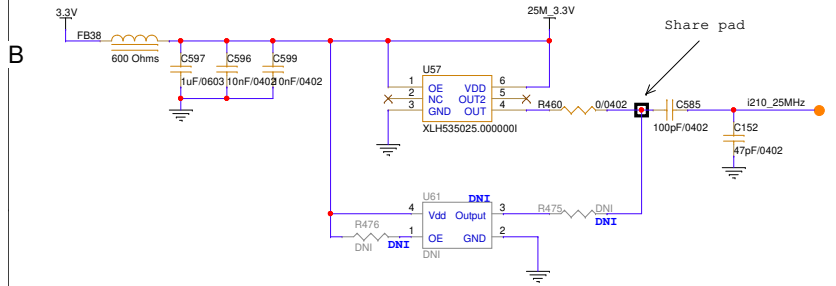 3.3V
25M_3.3V
Share pad
B
FB38
600 Ohms
C597
1uF/0603
C596
10nF/0402
C599
10nF/0402
U57
1 OE VDD 6
2 NC OUT2 5
3 GND OUT 4
XLH535025.000000I
R460
0/0402
C585
100pF/0402
i210_25MHz
C152
47pF/0402
U61
DNI
4 Vdd Output 3
1 OE GND 2
DNI
R476
DNI
DNI
R475
DNI
DNI